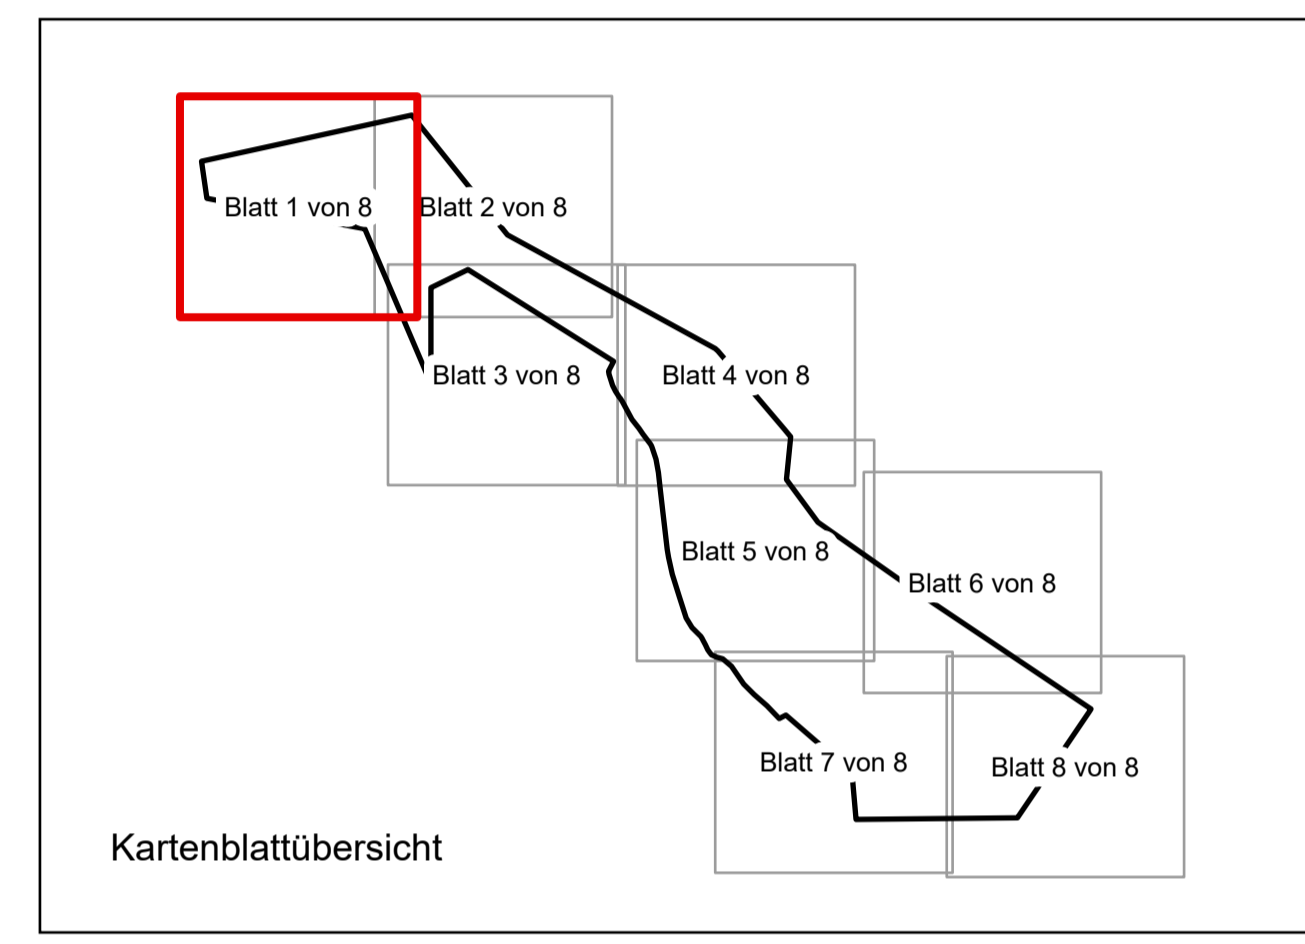 Blatt 1 von 8
Blatt 2 von 8
Blatt 3 von 8
Blatt 4 von 8
Blatt 5 von 8
Blatt 6 von 8
Blatt 7 von 8
Blatt 8 von 8
Kartenblattübersicht